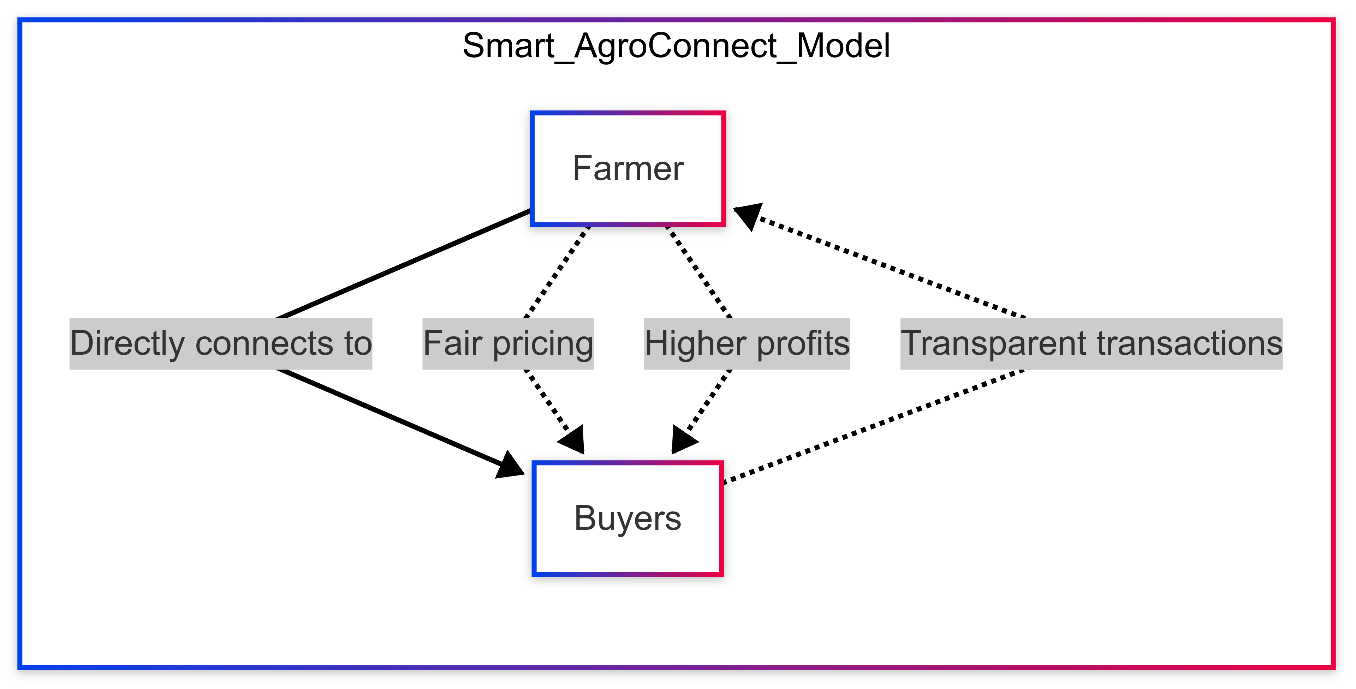 Smart_AgroConnect_Model
Farmer
Directly connects to
Fair pricing
Higher profits
Transparent transactions
Buyers